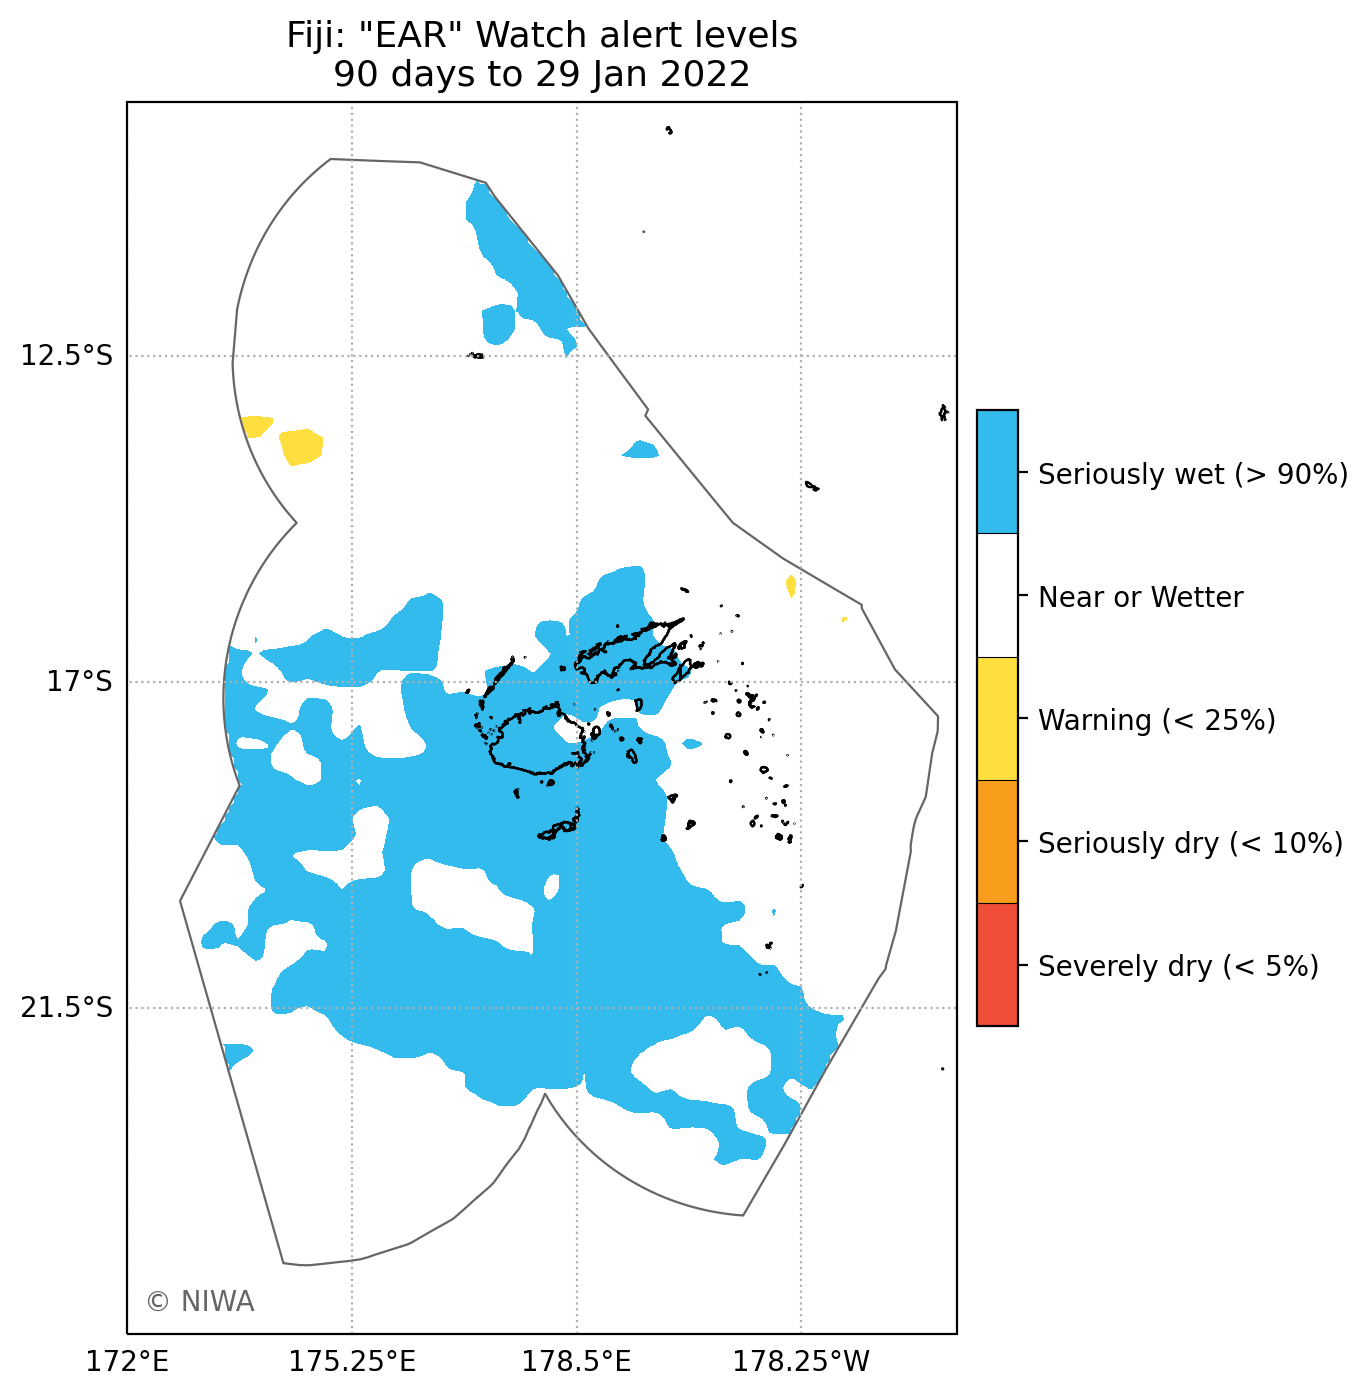 Fiji: "EAR" Watch alert levels
90 days to 29 Jan 2022
12.5°S
17°S
21.5°S
172°E
175.25°E
178.5°E
178.25°W
Seriously wet (> 90%)
Near or Wetter
Warning (< 25%)
Seriously dry (< 10%)
Severely dry (< 5%)
© NIWA